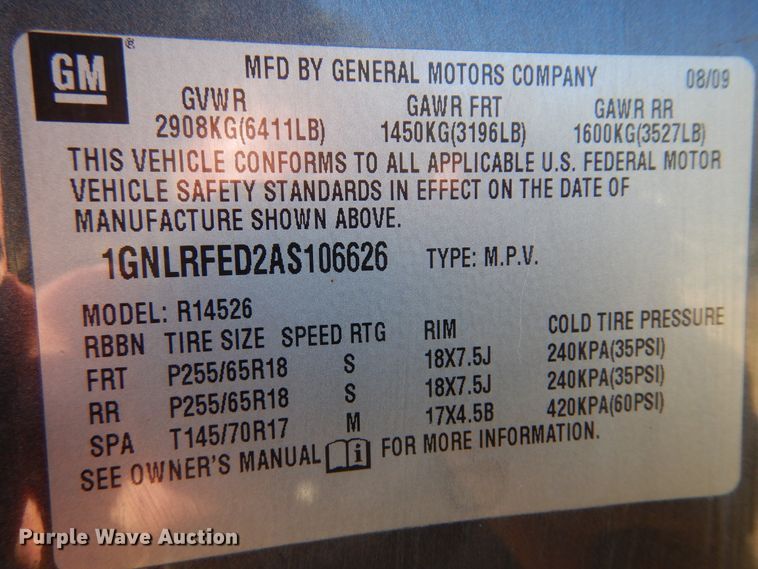 GM®
MFD BY GENERAL MOTORS COMPANY 08/09
GVWR GAWR FRT GAWR RR
2908KG(6411LB) 1450KG(3196LB) 1600KG(3527LB)
THIS VEHICLE CONFORMS TO ALL APPLICABLE U.S. FEDERAL MOTOR
VEHICLE SAFETY STANDARDS IN EFFECT ON THE DATE OF
MANUFACTURE SHOWN ABOVE.
1GNLRFED2AS106626 TYPE: M.P.V.
MODEL: R14526
RBBN TIRE SIZE SPEED RTG RIM COLD TIRE PRESSURE
FRT P255/65R18 S 18X7.5J 240KPA(35PSI)
RR P255/65R18 S 18X7.5J 240KPA(35PSI)
SPA T145/70R17 M 17X4.5B 420KPA(60PSI)
SEE OWNER'S MANUAL i FOR MORE INFORMATION.
Purple Wave Auction